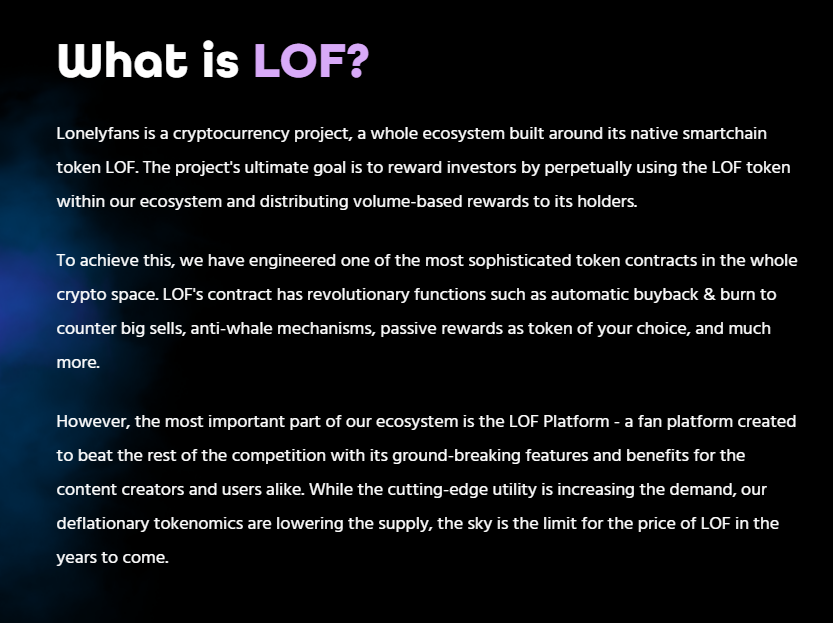 What is LOF?
Lonelyfans is a cryptocurrency project, a whole ecosystem built around its native smartchain
token LOF. The project's ultimate goal is to reward investors by perpetually using the LOF token
within our ecosystem and distributing volume-based rewards to its holders.
To achieve this, we have engineered one of the most sophisticated token contracts in the whole
crypto space. LOF's contract has revolutionary functions such as automatic buyback & burn to
counter big sells, anti-whale mechanisms, passive rewards as token of your choice, and much
more.
However, the most important part of our ecosystem is the LOF Platform - a fan platform created
to beat the rest of the competition with its ground-breaking features and benefits for the
content creators and users alike. While the cutting-edge utility is increasing the demand, our
deflationary tokenomics are lowering the supply, the sky is the limit for the price of LOF in the
years to come.